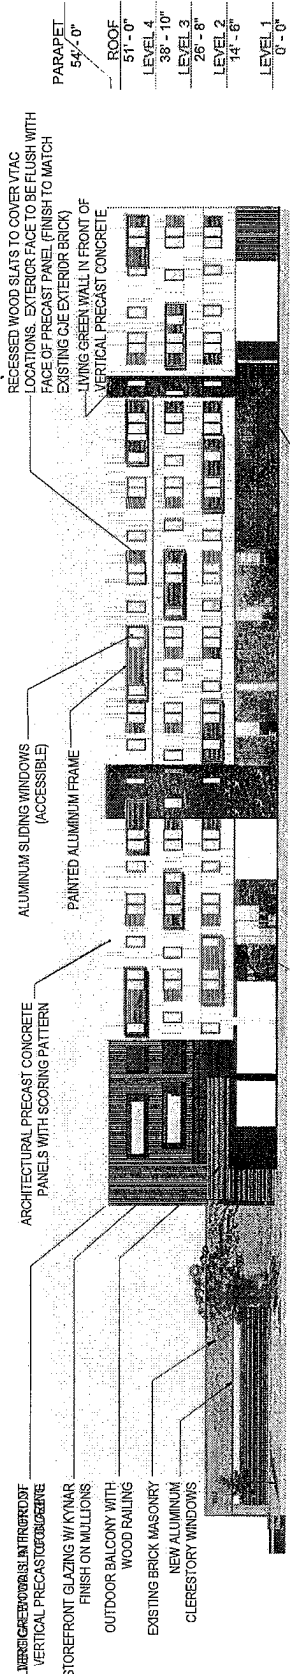 PARAPET
54' - 0"
ROOF
51' - 0"
LEVEL 4
38' - 10"
LEVEL 3
26' - 8"
LEVEL 2
14' - 6"
LEVEL 1
0' - 0"
RECESSED WOOD SLATS TO COVER VTAC
LOCATIONS. EXTERIOR FACE TO BE FLUSH WITH
FACE OF PRECAST PANEL (FINISH TO MATCH
EXISTING CJE EXTERIOR BRICK)
LIVING GREEN WALL IN FRONT OF
VERTICAL PRECAST CONCRETE
ALUMINUM SLIDING WINDOWS
(ACCESSIBLE)
PAINTED ALUMINUM FRAME
ARCHITECTURAL PRECAST CONCRETE
PANELS WITH SCORING PATTERN
VERTICAL PRECAST
STOREFRONT GLAZING W/ KYNAR
FINISH ON MULLIONS
OUTDOOR BALCONY WITH
WOOD RAILING
EXISTING BRICK MASONRY
NEW ALUMINUM
CLERESTORY WINDOWS